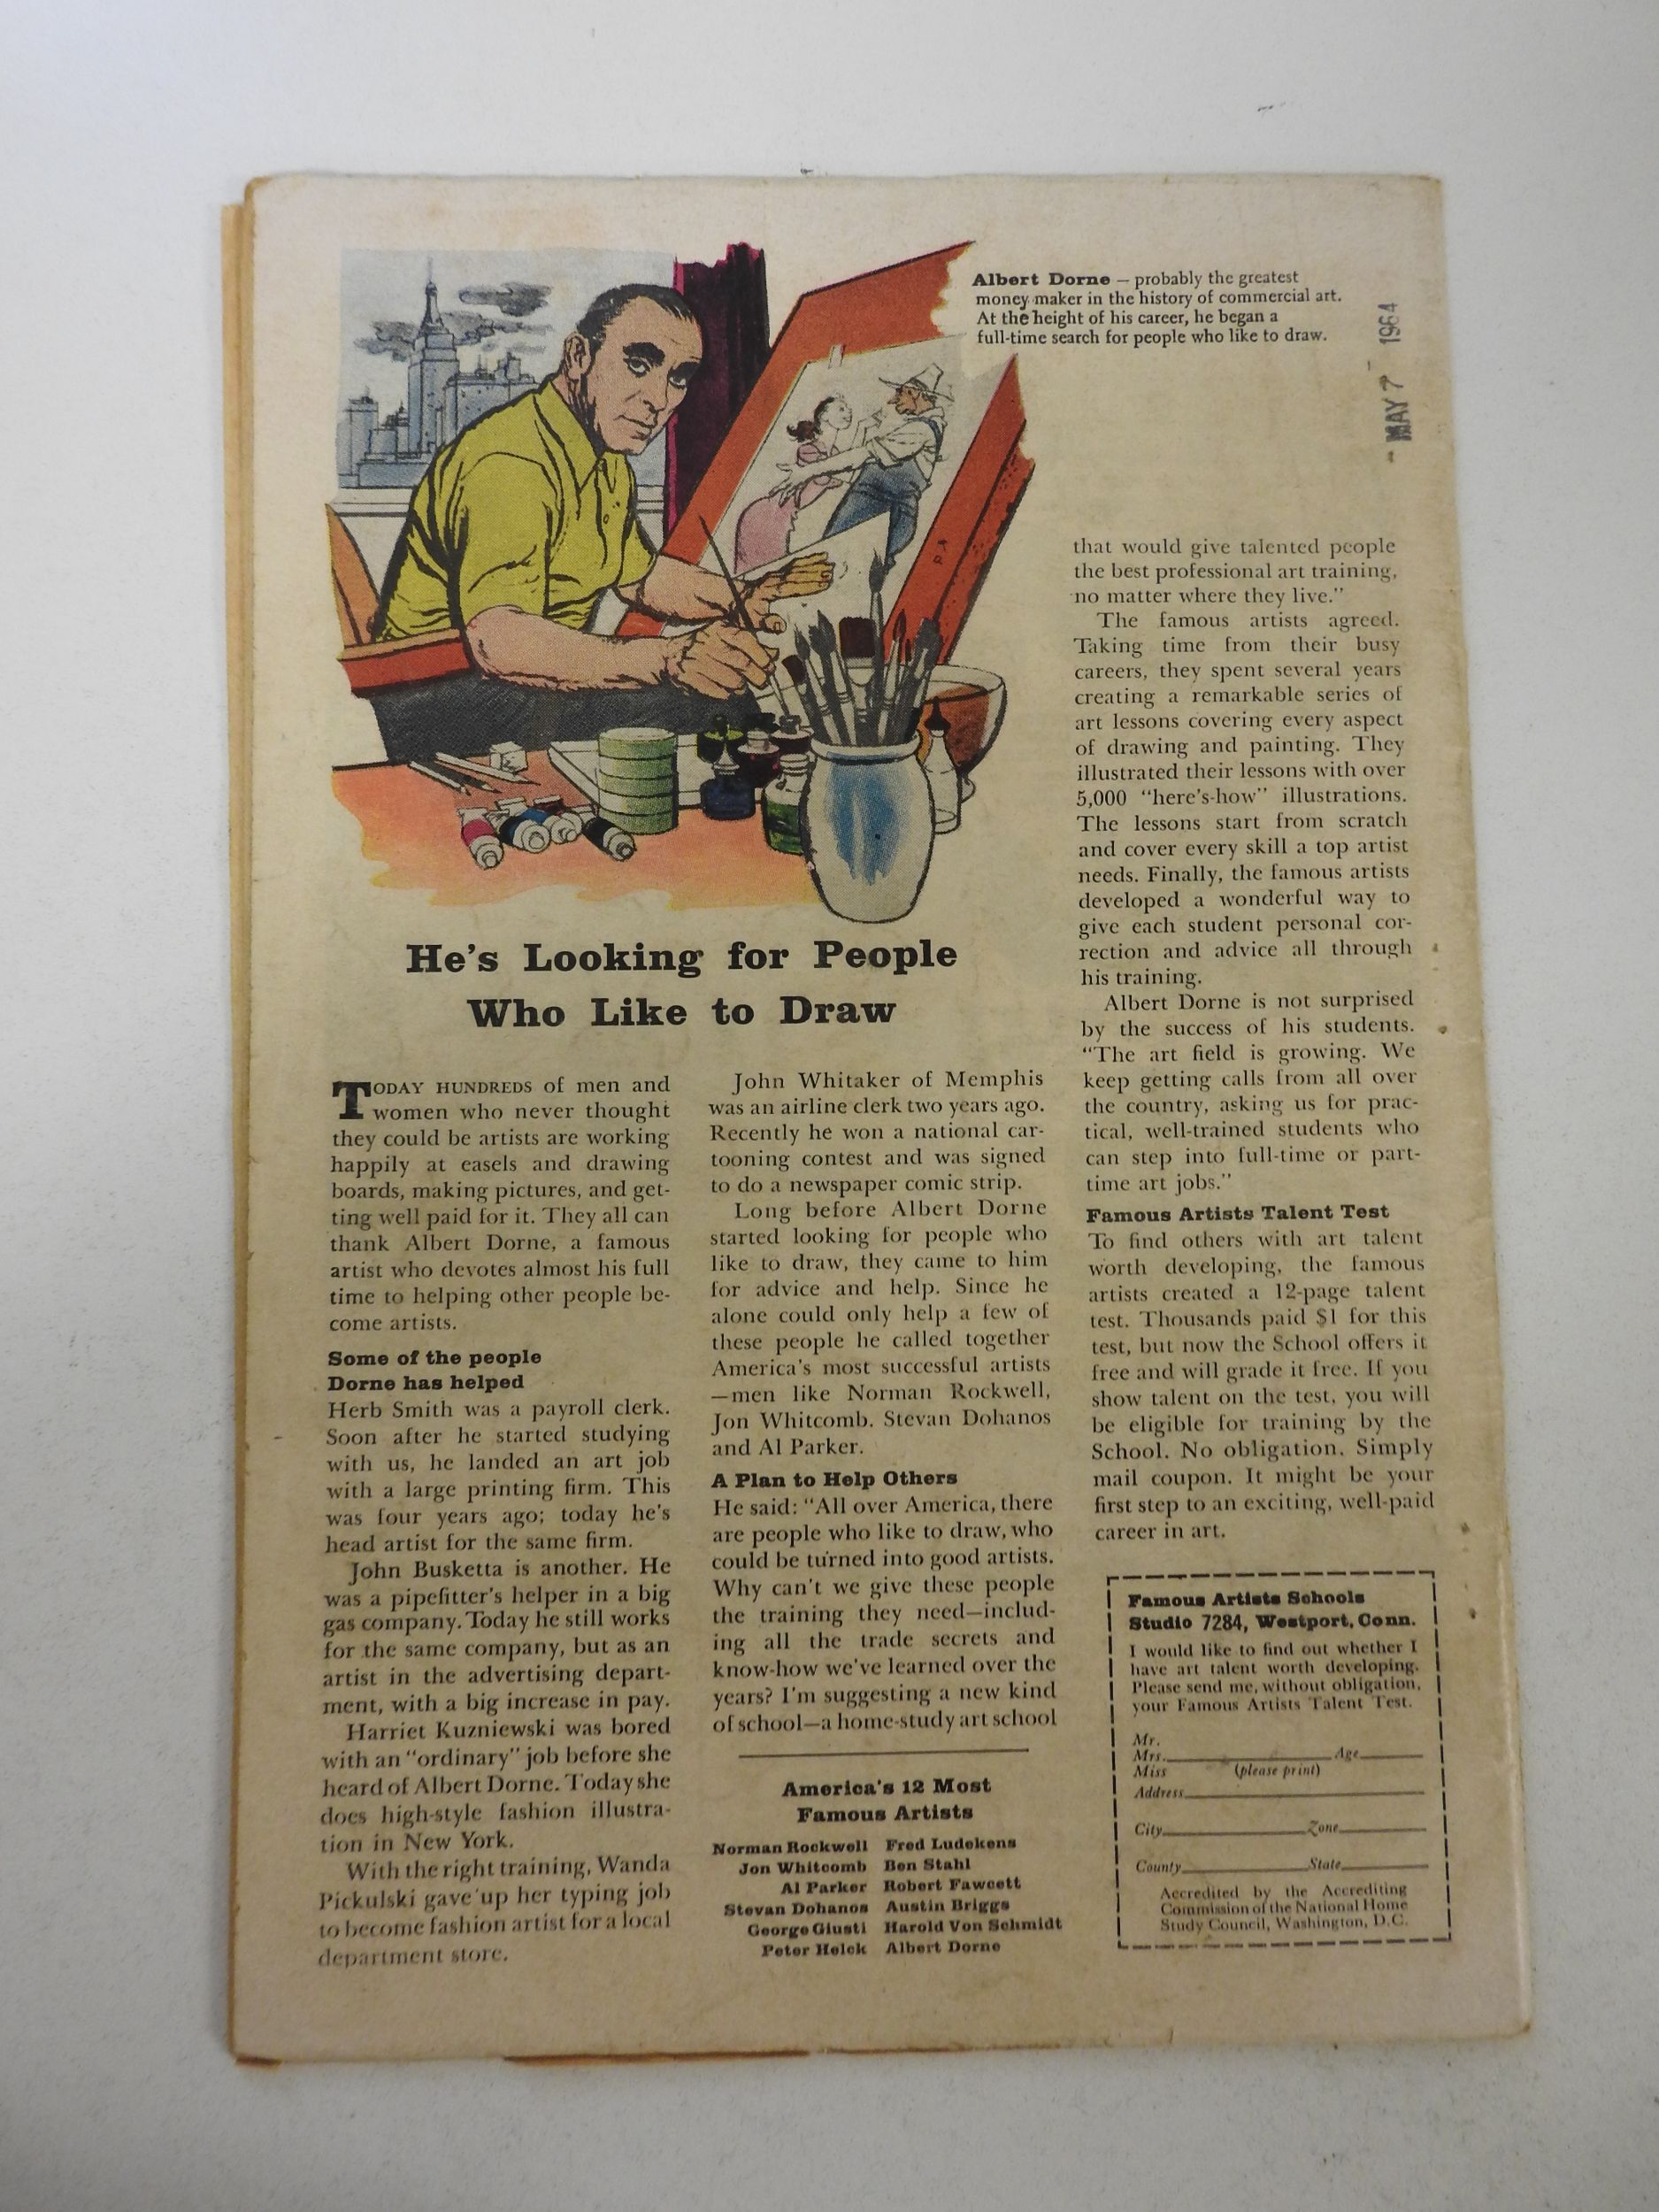 Albert Dorne – probably the greatest
money maker in the history of commercial art.
At the height of his career, he began a
full-time search for people who like to draw.
- MAY 7 - 1964
He's Looking for People
Who Like to Draw
TODAY HUNDREDS of men and
women who never thought
they could be artists are working
happily at easels and drawing
boards, making pictures, and get-
ting well paid for it. They all can
thank Albert Dorne, a famous
artist who devotes almost his full
time to helping other people be-
come artists.
Some of the people
Dorne has helped
Herb Smith was a payroll clerk.
Soon after he started studying
with us, he landed an art job
with a large printing firm. This
was four years ago; today he's
head artist for the same firm.
John Busketta is another. He
was a pipefitter's helper in a big
gas company. Today he still works
for the same company, but as an
artist in the advertising depart-
ment, with a big increase in pay.
Harriet Kuzniewski was bored
with an "ordinary" job before she
heard of Albert Dorne. Today she
does high-style fashion illustra-
tion in New York.
With the right training, Wanda
Pickulski gave up her typing job
to become fashion artist for a local
department store.
John Whitaker of Memphis
was an airline clerk two years ago.
Recently he won a national car-
tooning contest and was signed
to do a newspaper comic strip.
Long before Albert Dorne
started looking for people who
like to draw, they came to him
for advice and help. Since he
alone could only help a few of
these people he called together
America's most successful artists
—men like Norman Rockwell,
Jon Whitcomb, Stevan Dohanos
and Al Parker.
A Plan to Help Others
He said: "All over America, there
are people who like to draw, who
could be turned into good artists.
Why can't we give these people
the training they need—includ-
ing all the trade secrets and
know-how we've learned over the
years? I'm suggesting a new kind
of school—a home-study art school
America's 12 Most
Famous Artists
Norman Rockwell Fred Ludekens
Jon Whitcomb Ben Stahl
Al Parker Robert Fawcett
Stevan Dohanos Austin Briggs
George Giusti Harold Von Schmidt
Peter Helck Albert Dorne
that would give talented people
the best professional art training,
no matter where they live."
The famous artists agreed.
Taking time from their busy
careers, they spent several years
creating a remarkable series of
art lessons covering every aspect
of drawing and painting. They
illustrated their lessons with over
5,000 "here's-how" illustrations.
The lessons start from scratch
and cover every skill a top artist
needs. Finally, the famous artists
developed a wonderful way to
give each student personal cor-
rection and advice all through
his training.
Albert Dorne is not surprised
by the success of his students.
"The art field is growing. We
keep getting calls from all over
the country, asking us for prac-
tical, well-trained students who
can step into full-time or part-
time art jobs."
Famous Artists Talent Test
To find others with art talent
worth developing, the famous
artists created a 12-page talent
test. Thousands paid $1 for this
test, but now the School offers it
free and will grade it free. If you
show talent on the test, you will
be eligible for training by the
School. No obligation. Simply
mail coupon. It might be your
first step to an exciting, well-paid
career in art.
Famous Artists Schools
Studio 7284, Westport, Conn.
I would like to find out whether I
have art talent worth developing.
Please send me, without obligation,
your Famous Artists Talent Test.
Mr.
Mrs. Age
Miss (please print)
Address
City Zone
County State
Accredited by the Accrediting
Commission of the National Home
Study Council, Washington, D.C.